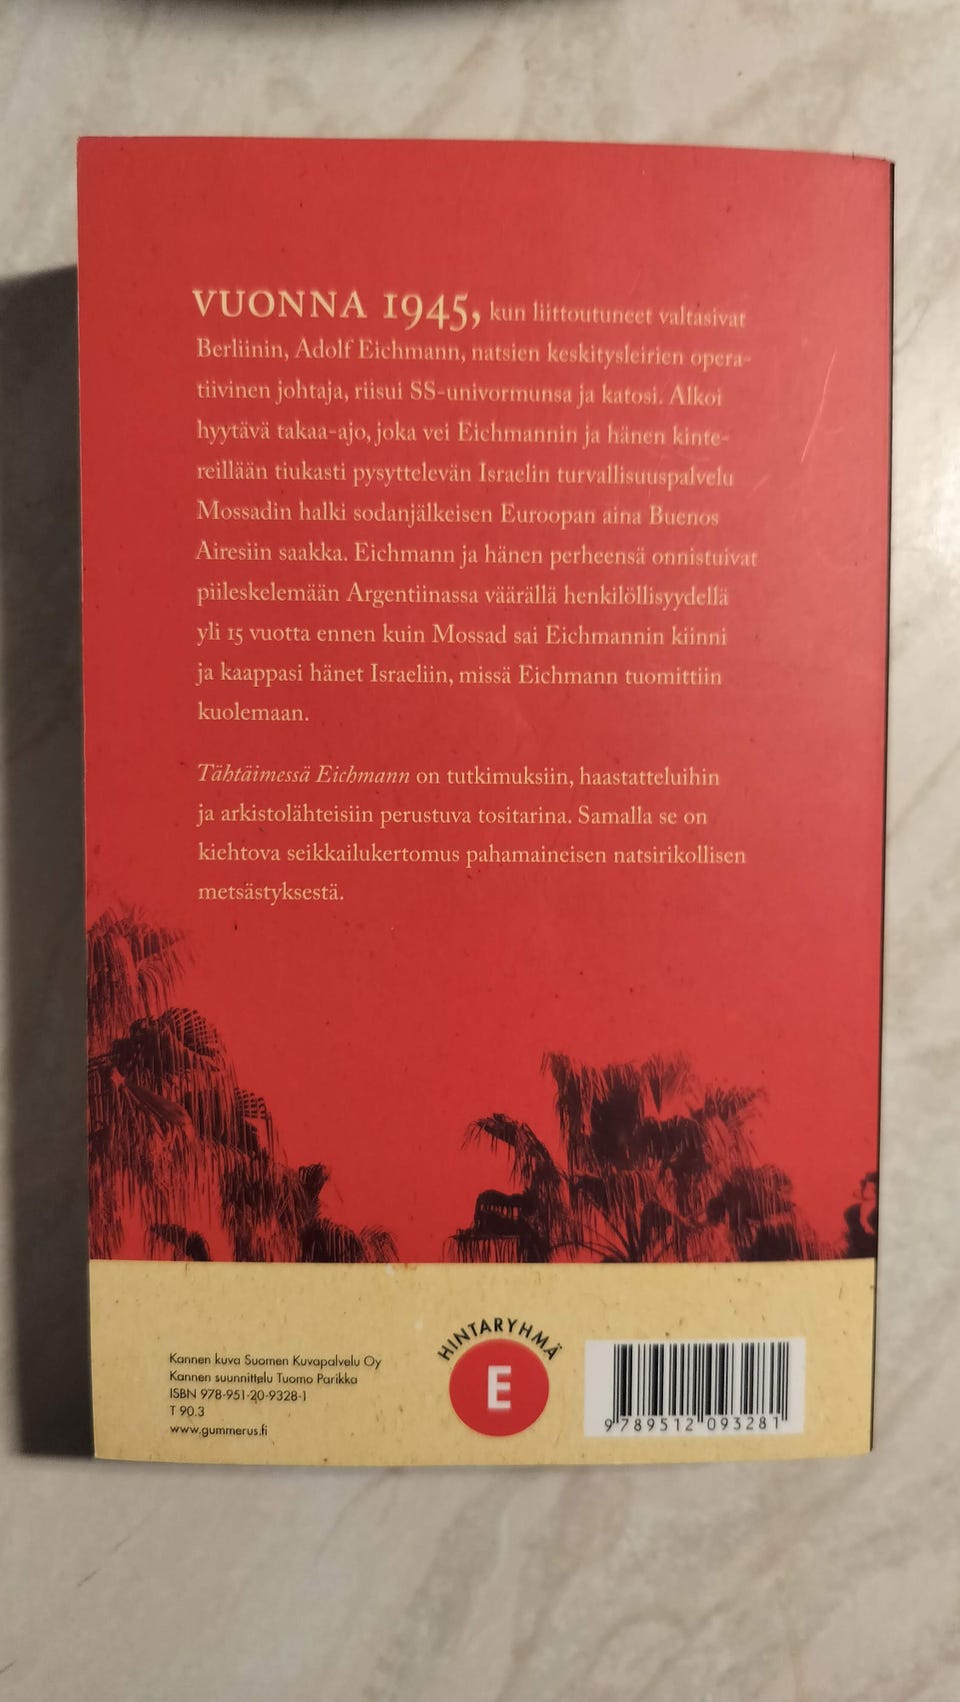 VUONNA 1945, kun liittoutuneet valtasivat
Berliinin, Adolf Eichmann, natsien keskitysleirien opera-
tiivinen johtaja, riisui SS-univormunsa ja katosi. Alkoi
hyytävä takaa-ajo, joka vei Eichmannin ja hänen kinte-
reillään tiukasti pysyttelevän Israelin turvallisuuspalvelu
Mossadin halki sodanjälkeisen Euroopan aina Buenos
Airesiin saakka. Eichmann ja hänen perheensä onnistuivat
piileskelemään Argentiinassa väärällä henkilöllisyydellä
yli 15 vuotta ennen kuin Mossad sai Eichmannin kiinni
ja kaappasi hänet Israeliin, missä Eichmann tuomittiin
kuolemaan.
Tähtäimessä Eichmann on tutkimuksiin, haastatteluihin
ja arkistolähteisiin perustuva tositarina. Samalla se on
kiehtova seikkailukertomus pahamaineisen natsirikollisen
metsästyksestä.
Kannen kuva Suomen Kuvapalvelu Oy
Kannen suunnittelu Tuomo Parikka
ISBN 978-951-20-9328-1
T 90.3
www.gummerus.fi
HINTARYHMÄ
E
9 789512 093281